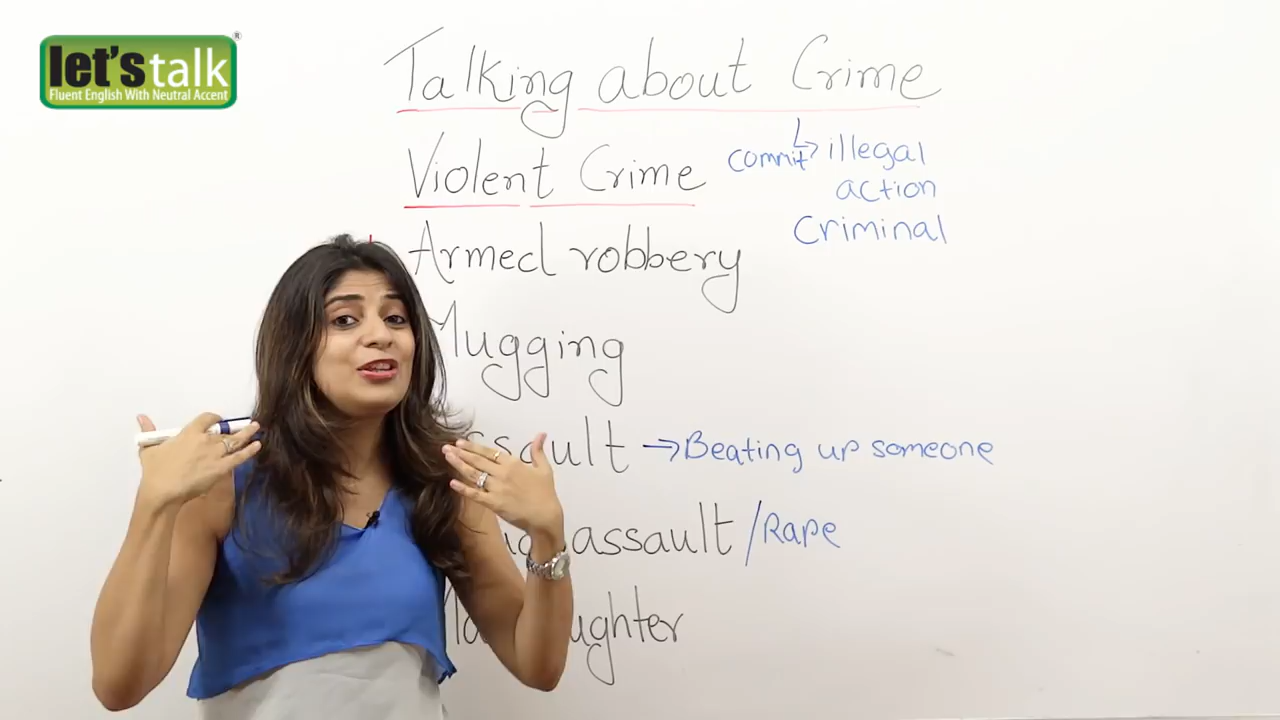 let's talk®
Fluent English With Neutral Accent
Talking about Crime
commit → illegal
action
Criminal
Violent Crime
Armed robbery
Mugging
ssault → Beating up someone
assault / Rape
ughter